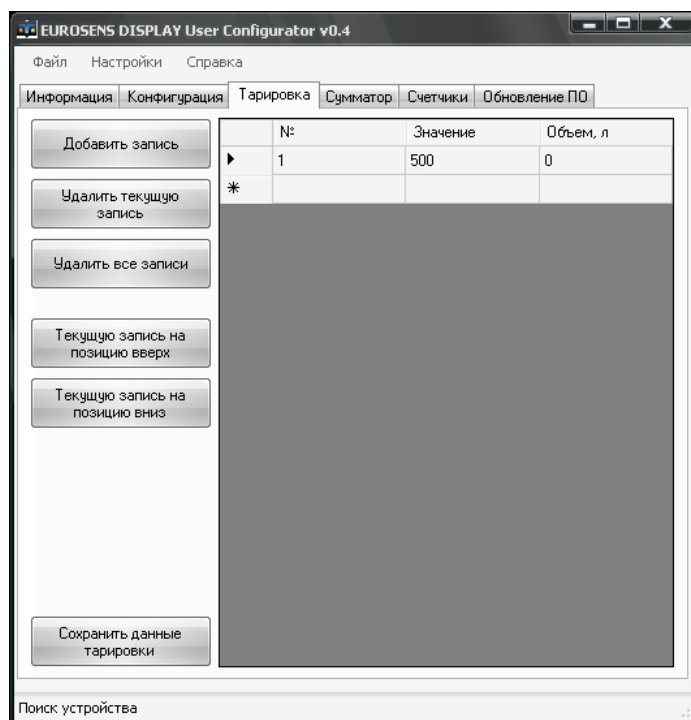 EUROSENS DISPLAY User Configurator v0.4
Файл Настройки Справка
Информация Конфигурация Тарировка Сумматор Счетчики Обновление ПО
Добавить запись
Удалить текущую
запись
Удалить все записи
Текущую запись на
позицию вверх
Текущую запись на
позицию вниз
Сохранить данные
тарировки
№ Значение Объем, л
1 500 0
Поиск устройства